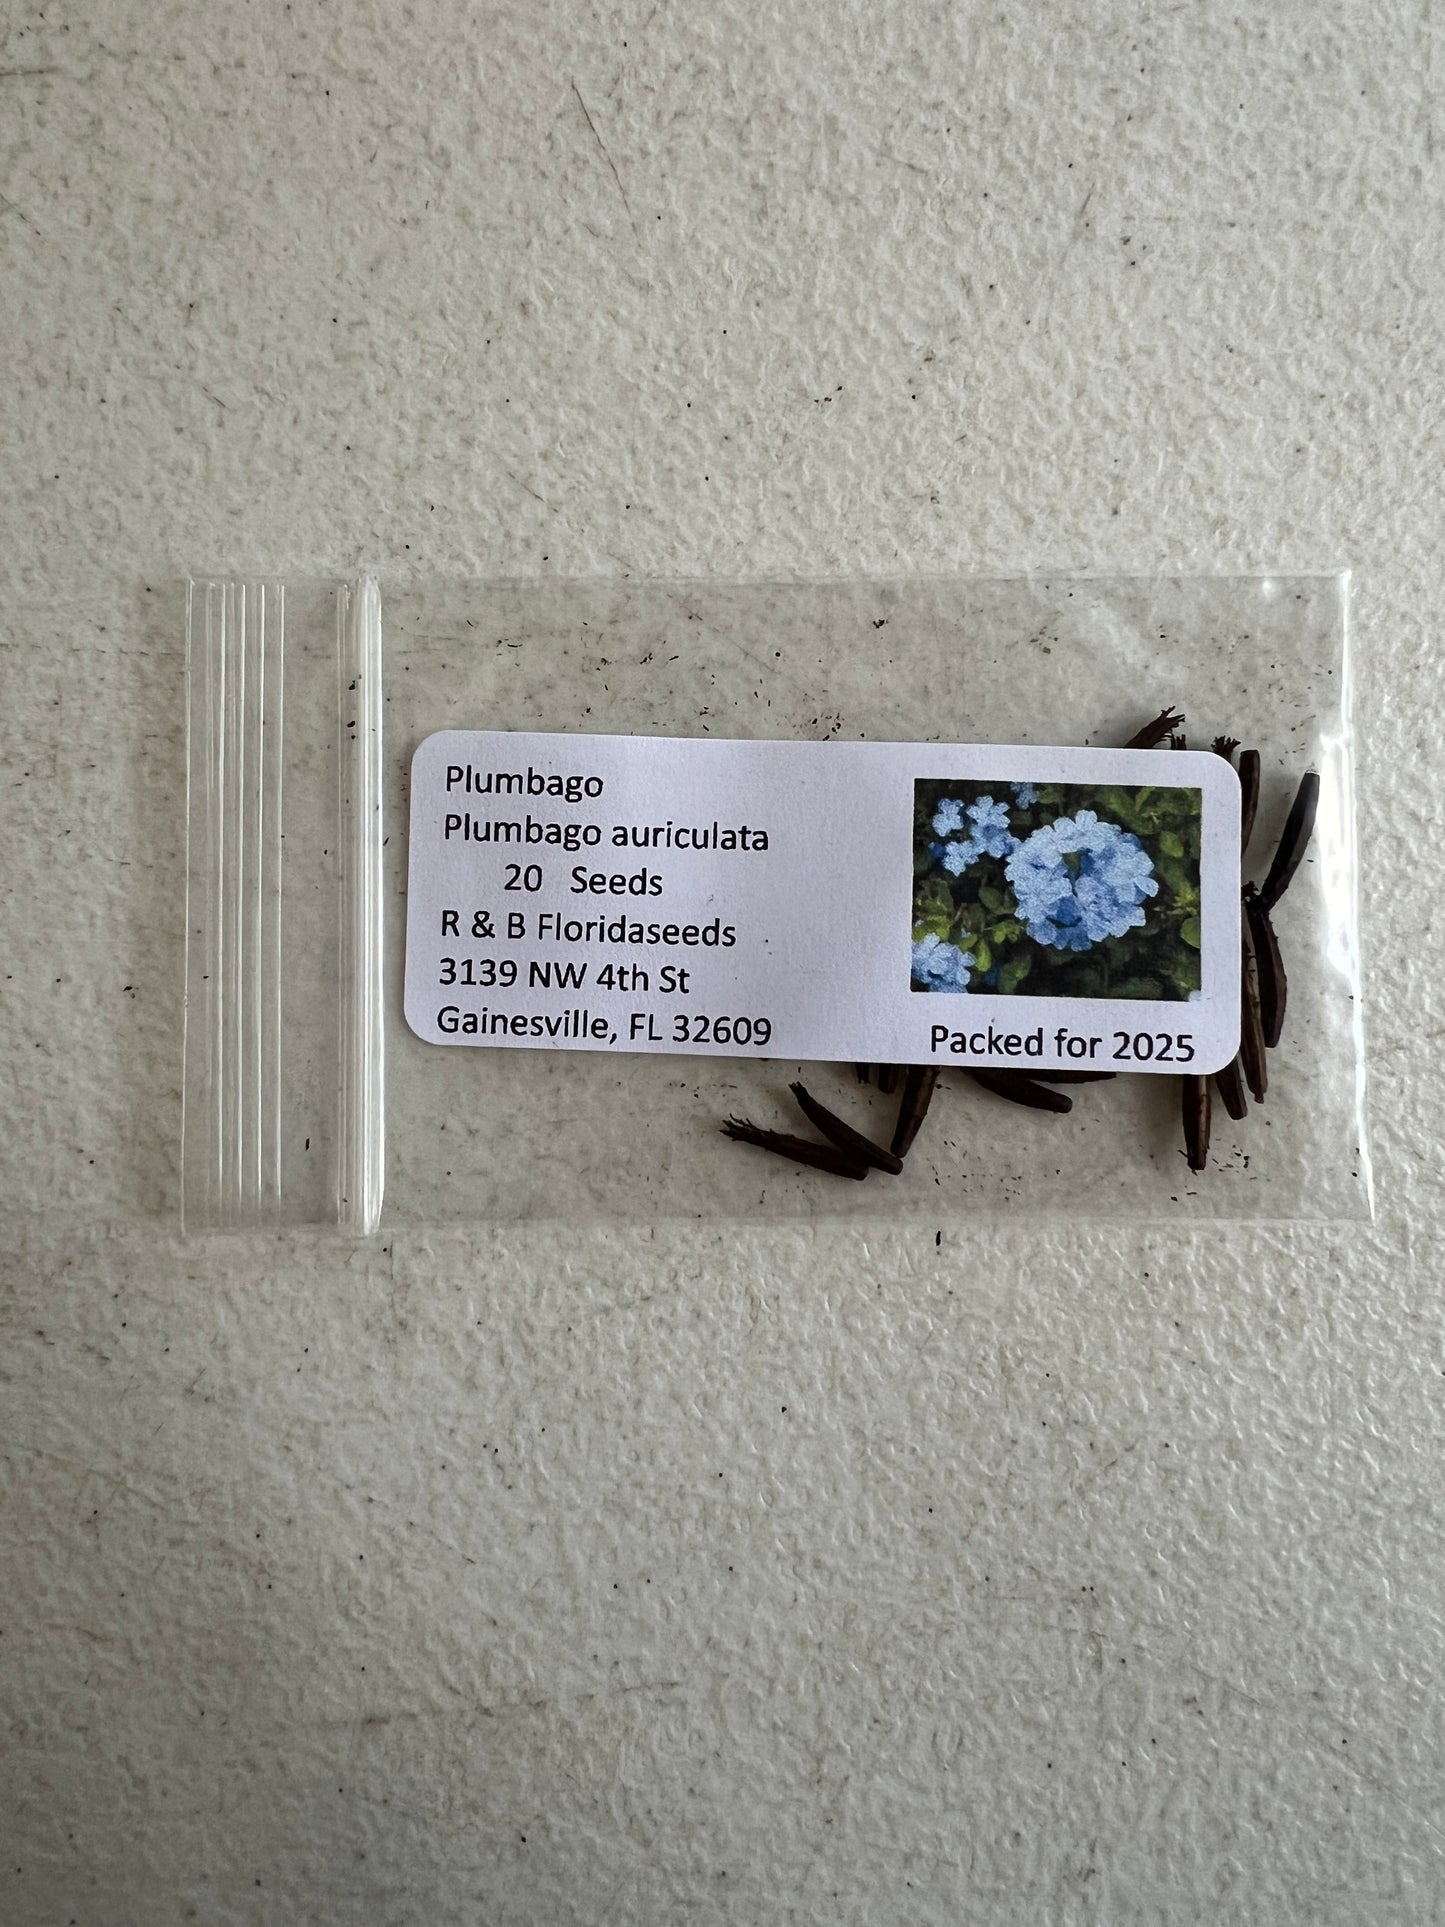 Plumbago
Plumbago auriculata
20 Seeds
R & B Floridaseeds
3139 NW 4th St
Gainesville, FL 32609
Packed for 2025